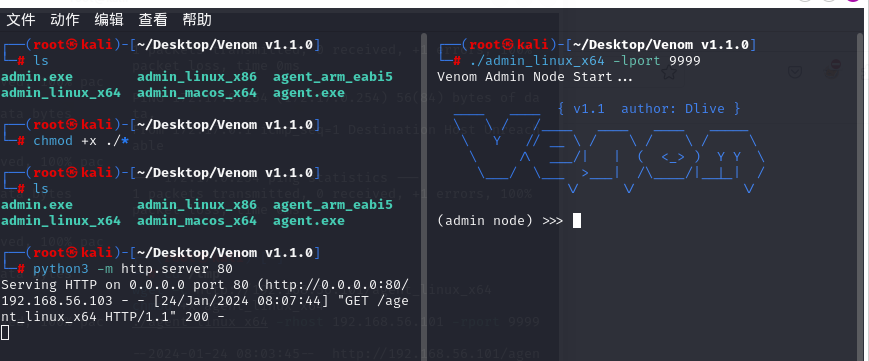 文件 动作 编辑 查看 帮助
┌──(root㉿kali)-[~/Desktop/Venom v1.1.0]
└─# ls
admin.exe admin_linux_x86 agent_arm_eabi5
admin_linux_x64 admin_macos_x64 agent.exe
┌──(root㉿kali)-[~/Desktop/Venom v1.1.0]
└─# chmod +x ./*
┌──(root㉿kali)-[~/Desktop/Venom v1.1.0]
└─# ls
admin.exe admin_linux_x86 agent_arm_eabi5
admin_linux_x64 admin_macos_x64 agent.exe
┌──(root㉿kali)-[~/Desktop/Venom v1.1.0]
└─# python3 -m http.server 80
Serving HTTP on 0.0.0.0 port 80 (http://0.0.0.0:80/
192.168.56.103 - - [24/Jan/2024 08:07:44] "GET /age
nt_linux_x64 HTTP/1.1" 200 -
┌──(root㉿kali)-[~/Desktop/Venom v1.1.0]
└─# ./admin_linux_x64 -lport 9999
Venom Admin Node Start...
{ v1.1 author: Dlive }
Venom
(admin node) >>>